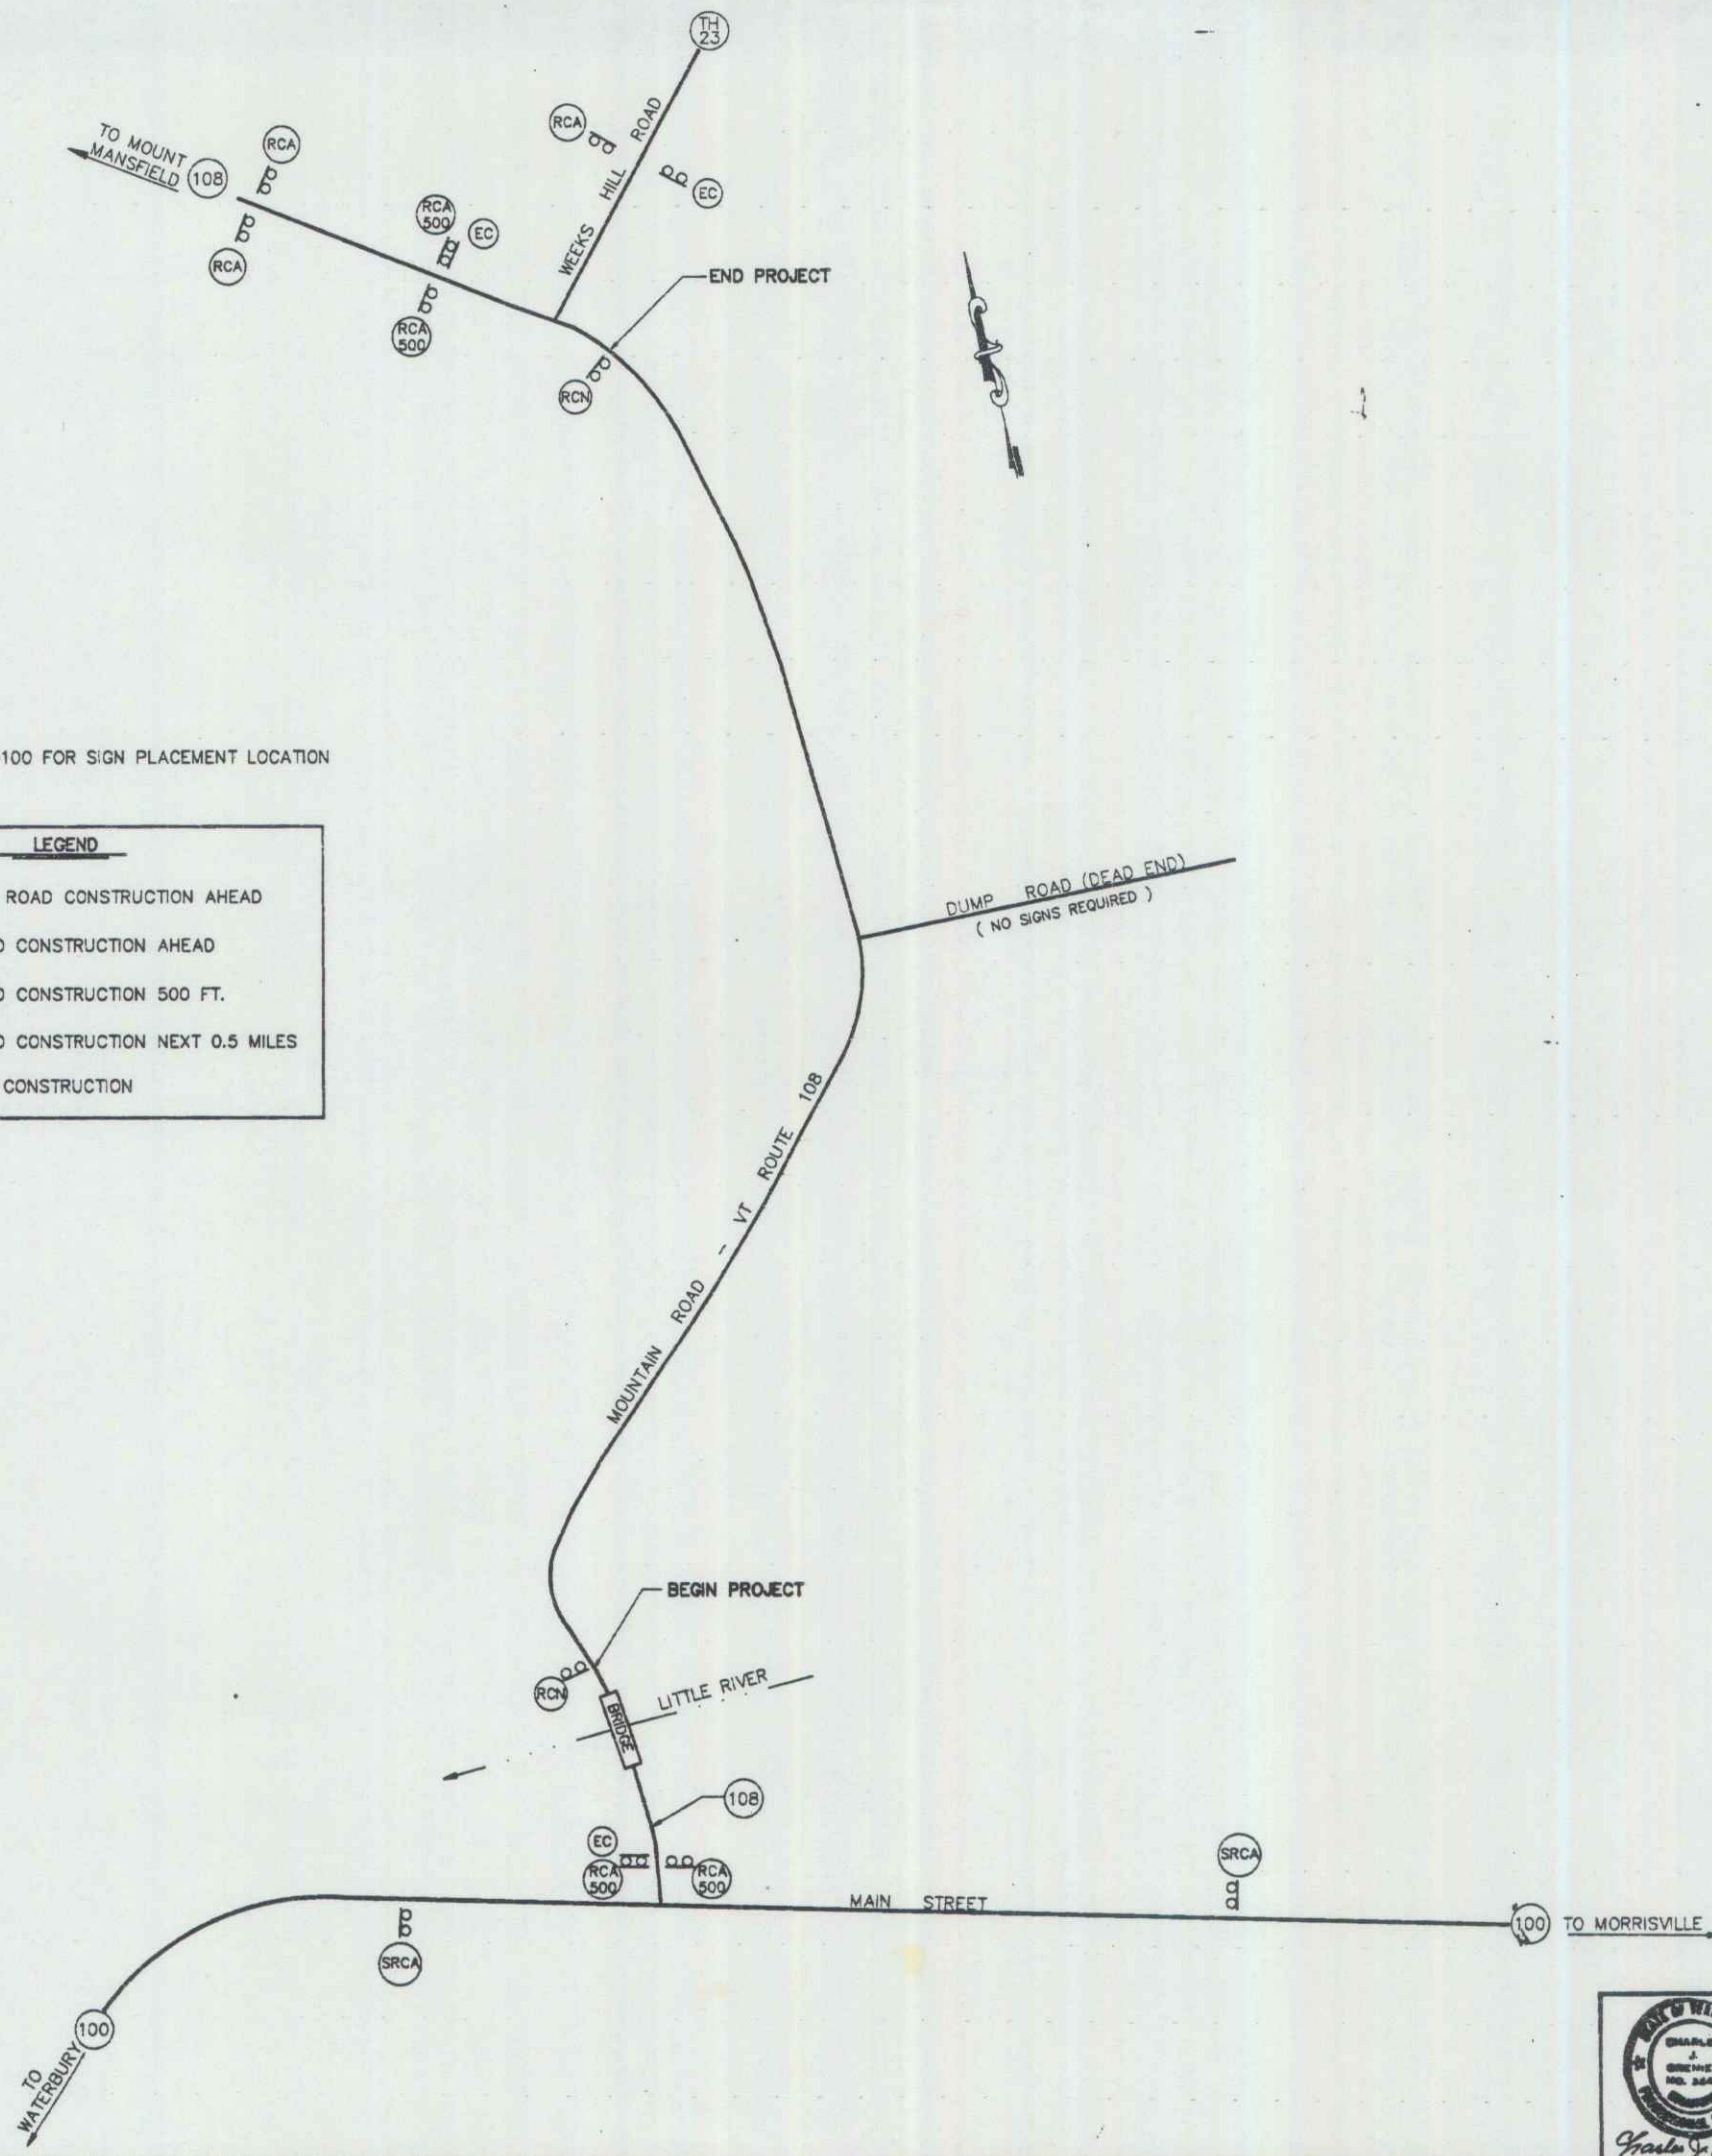 TH
23
RCA
WEEKS HILL ROAD
EC
TO MOUNT
MANSFIELD
108
RCA
RCA
RCA
500
EC
RCA
500
END PROJECT
RCN
100 FOR SIGN PLACEMENT LOCATION
LEGEND
ROAD CONSTRUCTION AHEAD
CONSTRUCTION AHEAD
CONSTRUCTION 500 FT.
CONSTRUCTION NEXT 0.5 MILES
CONSTRUCTION
DUMP ROAD (DEAD END)
( NO SIGNS REQUIRED )
MOUNTAIN ROAD - VT ROUTE 108
BEGIN PROJECT
RCN
LITTLE RIVER
BRIDGE
108
EC
RCA
500
RCA
500
SRCA
MAIN STREET
100 TO MORRISVILLE
SRCA
100
TO
WATERBURY
J.
NO.